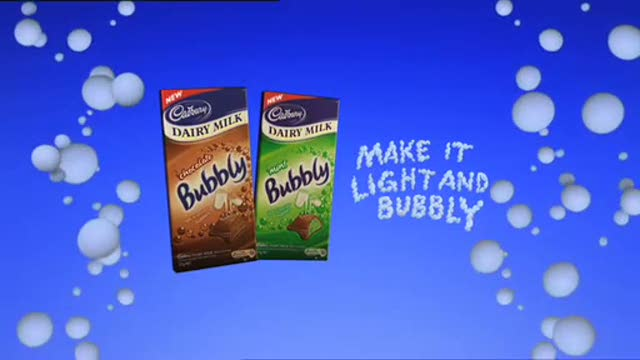 NEW
Cadbury
DAIRY MILK
chocolate
Bubbly
NEW
Cadbury
DAIRY MILK
mint
Bubbly
MAKE IT
LIGHT AND
BUBBLY